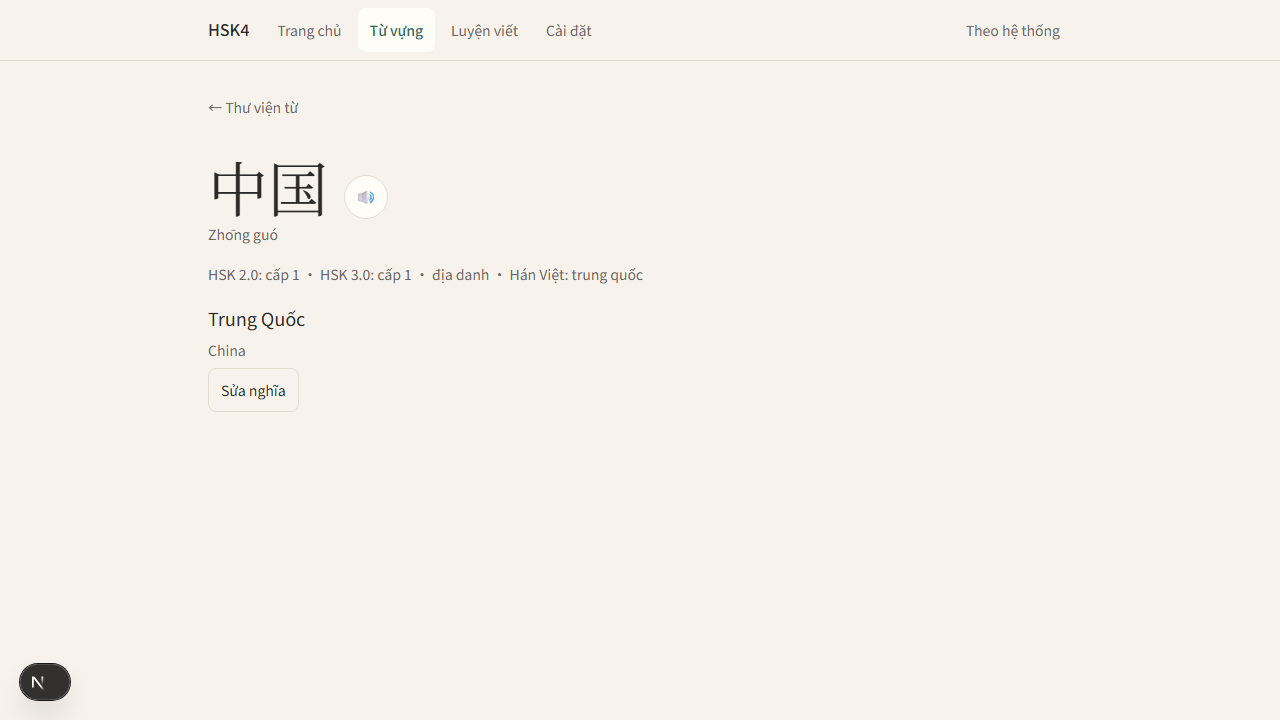 HSK4 Trang chủ Từ vựng Luyện viết Cài đặt Theo hệ thống
← Thư viện từ
中国
Zhōng guó
HSK 2.0: cấp 1 • HSK 3.0: cấp 1 • địa danh • Hán Việt: trung quốc
Trung Quốc
China
Sửa nghĩa
N